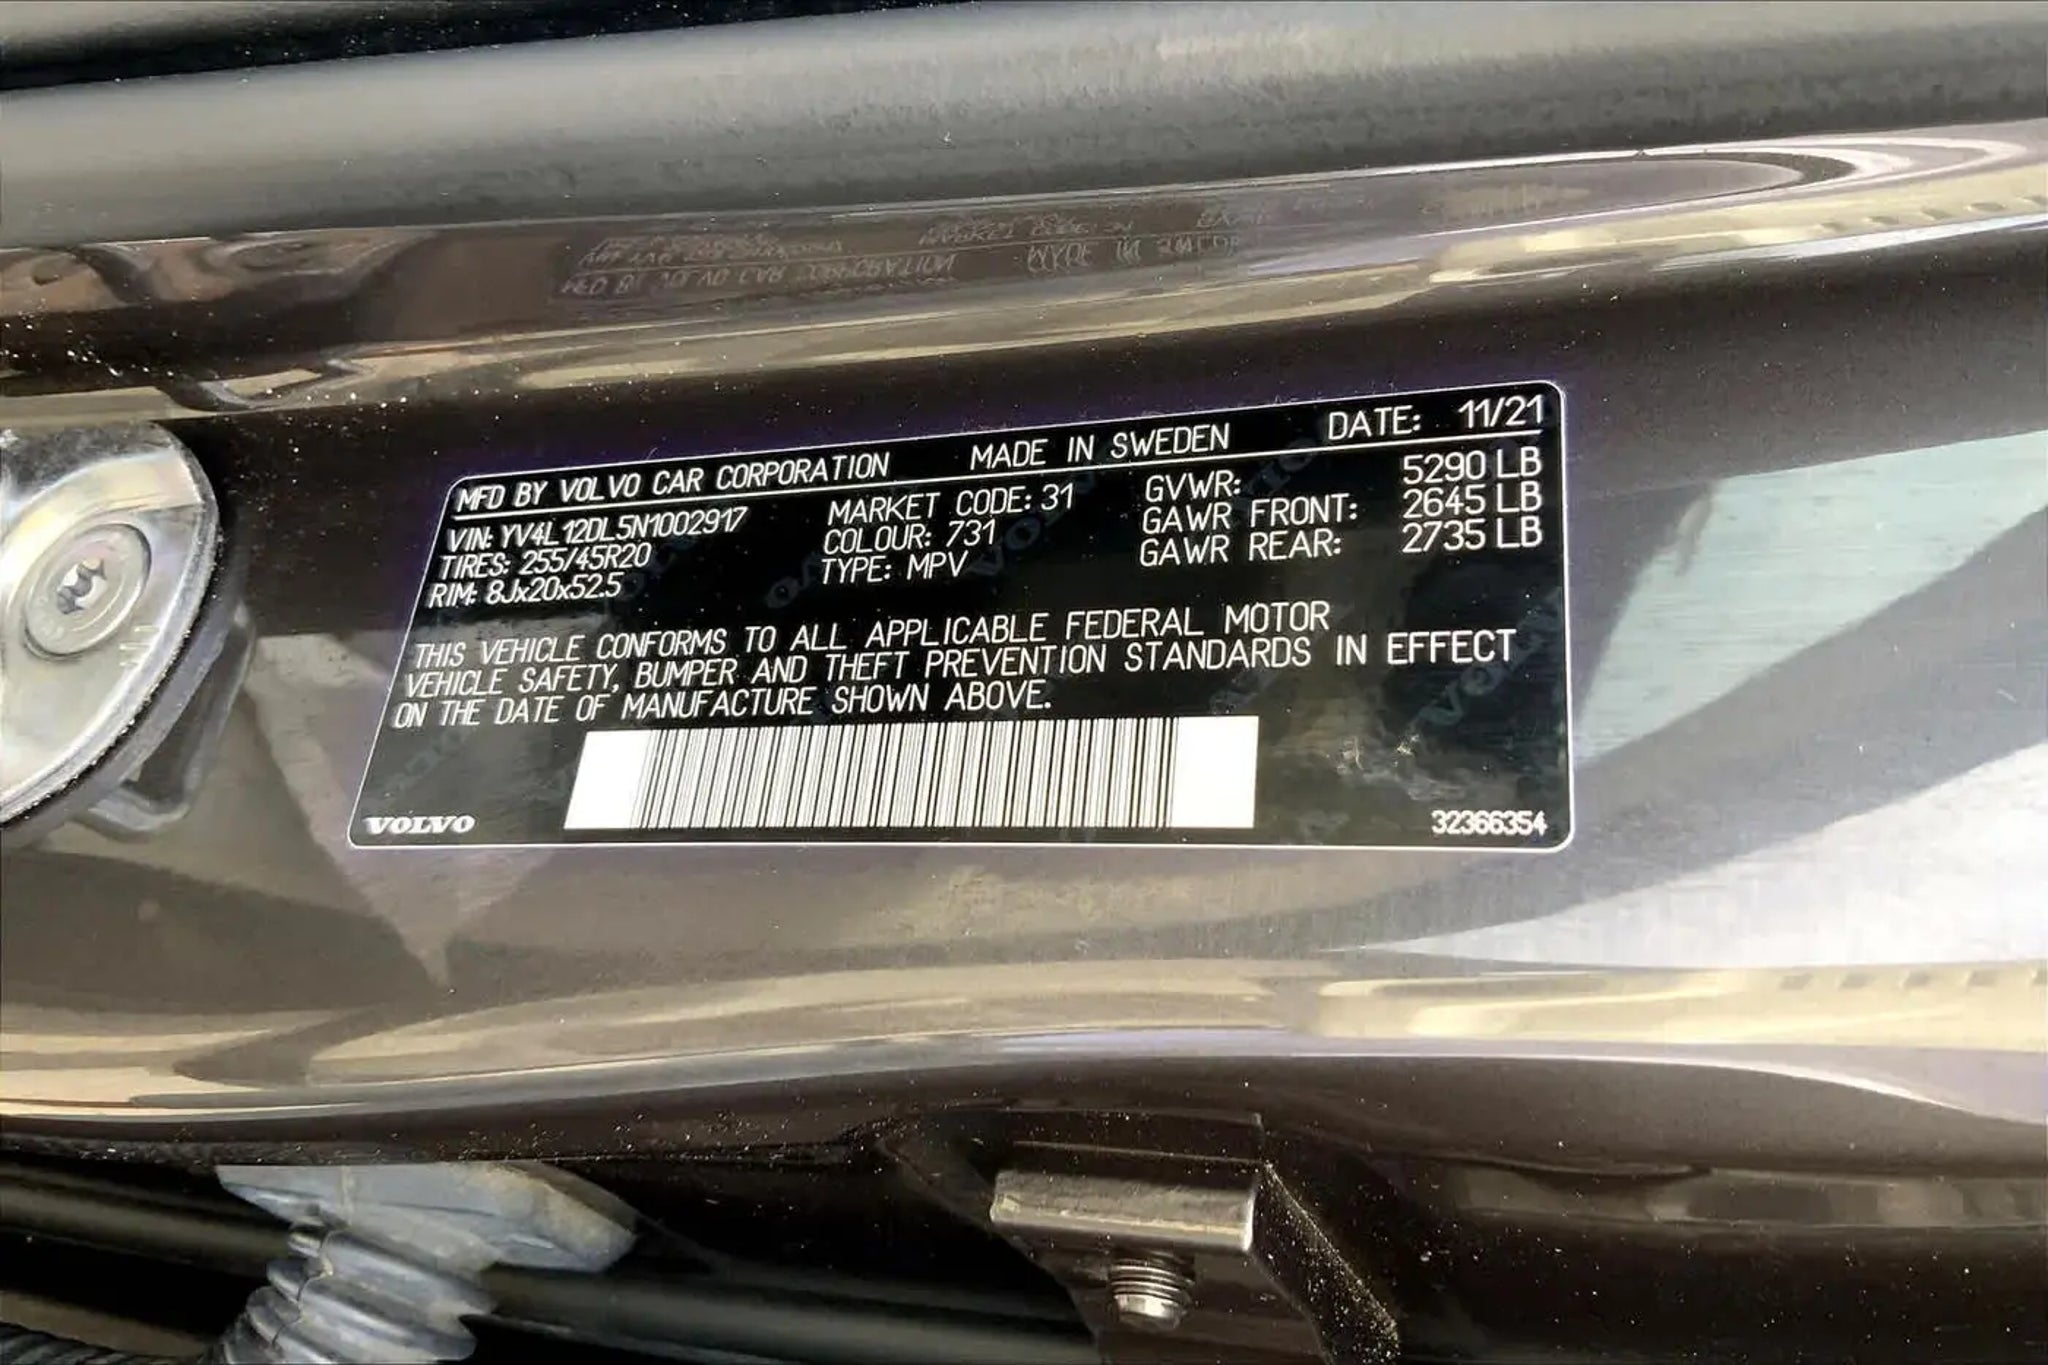 MFD BY VOLVO CAR CORPORATION MADE IN SWEDEN DATE: 11/21
VIN: YV4L12DL5N1002917 MARKET CODE: 31 GVWR: 5290 LB
TIRES: 255/45R20 COLOUR: 731 GAWR FRONT: 2645 LB
RIM: 8Jx20x52.5 TYPE: MPV GAWR REAR: 2735 LB
THIS VEHICLE CONFORMS TO ALL APPLICABLE FEDERAL MOTOR
VEHICLE SAFETY, BUMPER AND THEFT PREVENTION STANDARDS IN EFFECT
ON THE DATE OF MANUFACTURE SHOWN ABOVE.
VOLVO 32366354